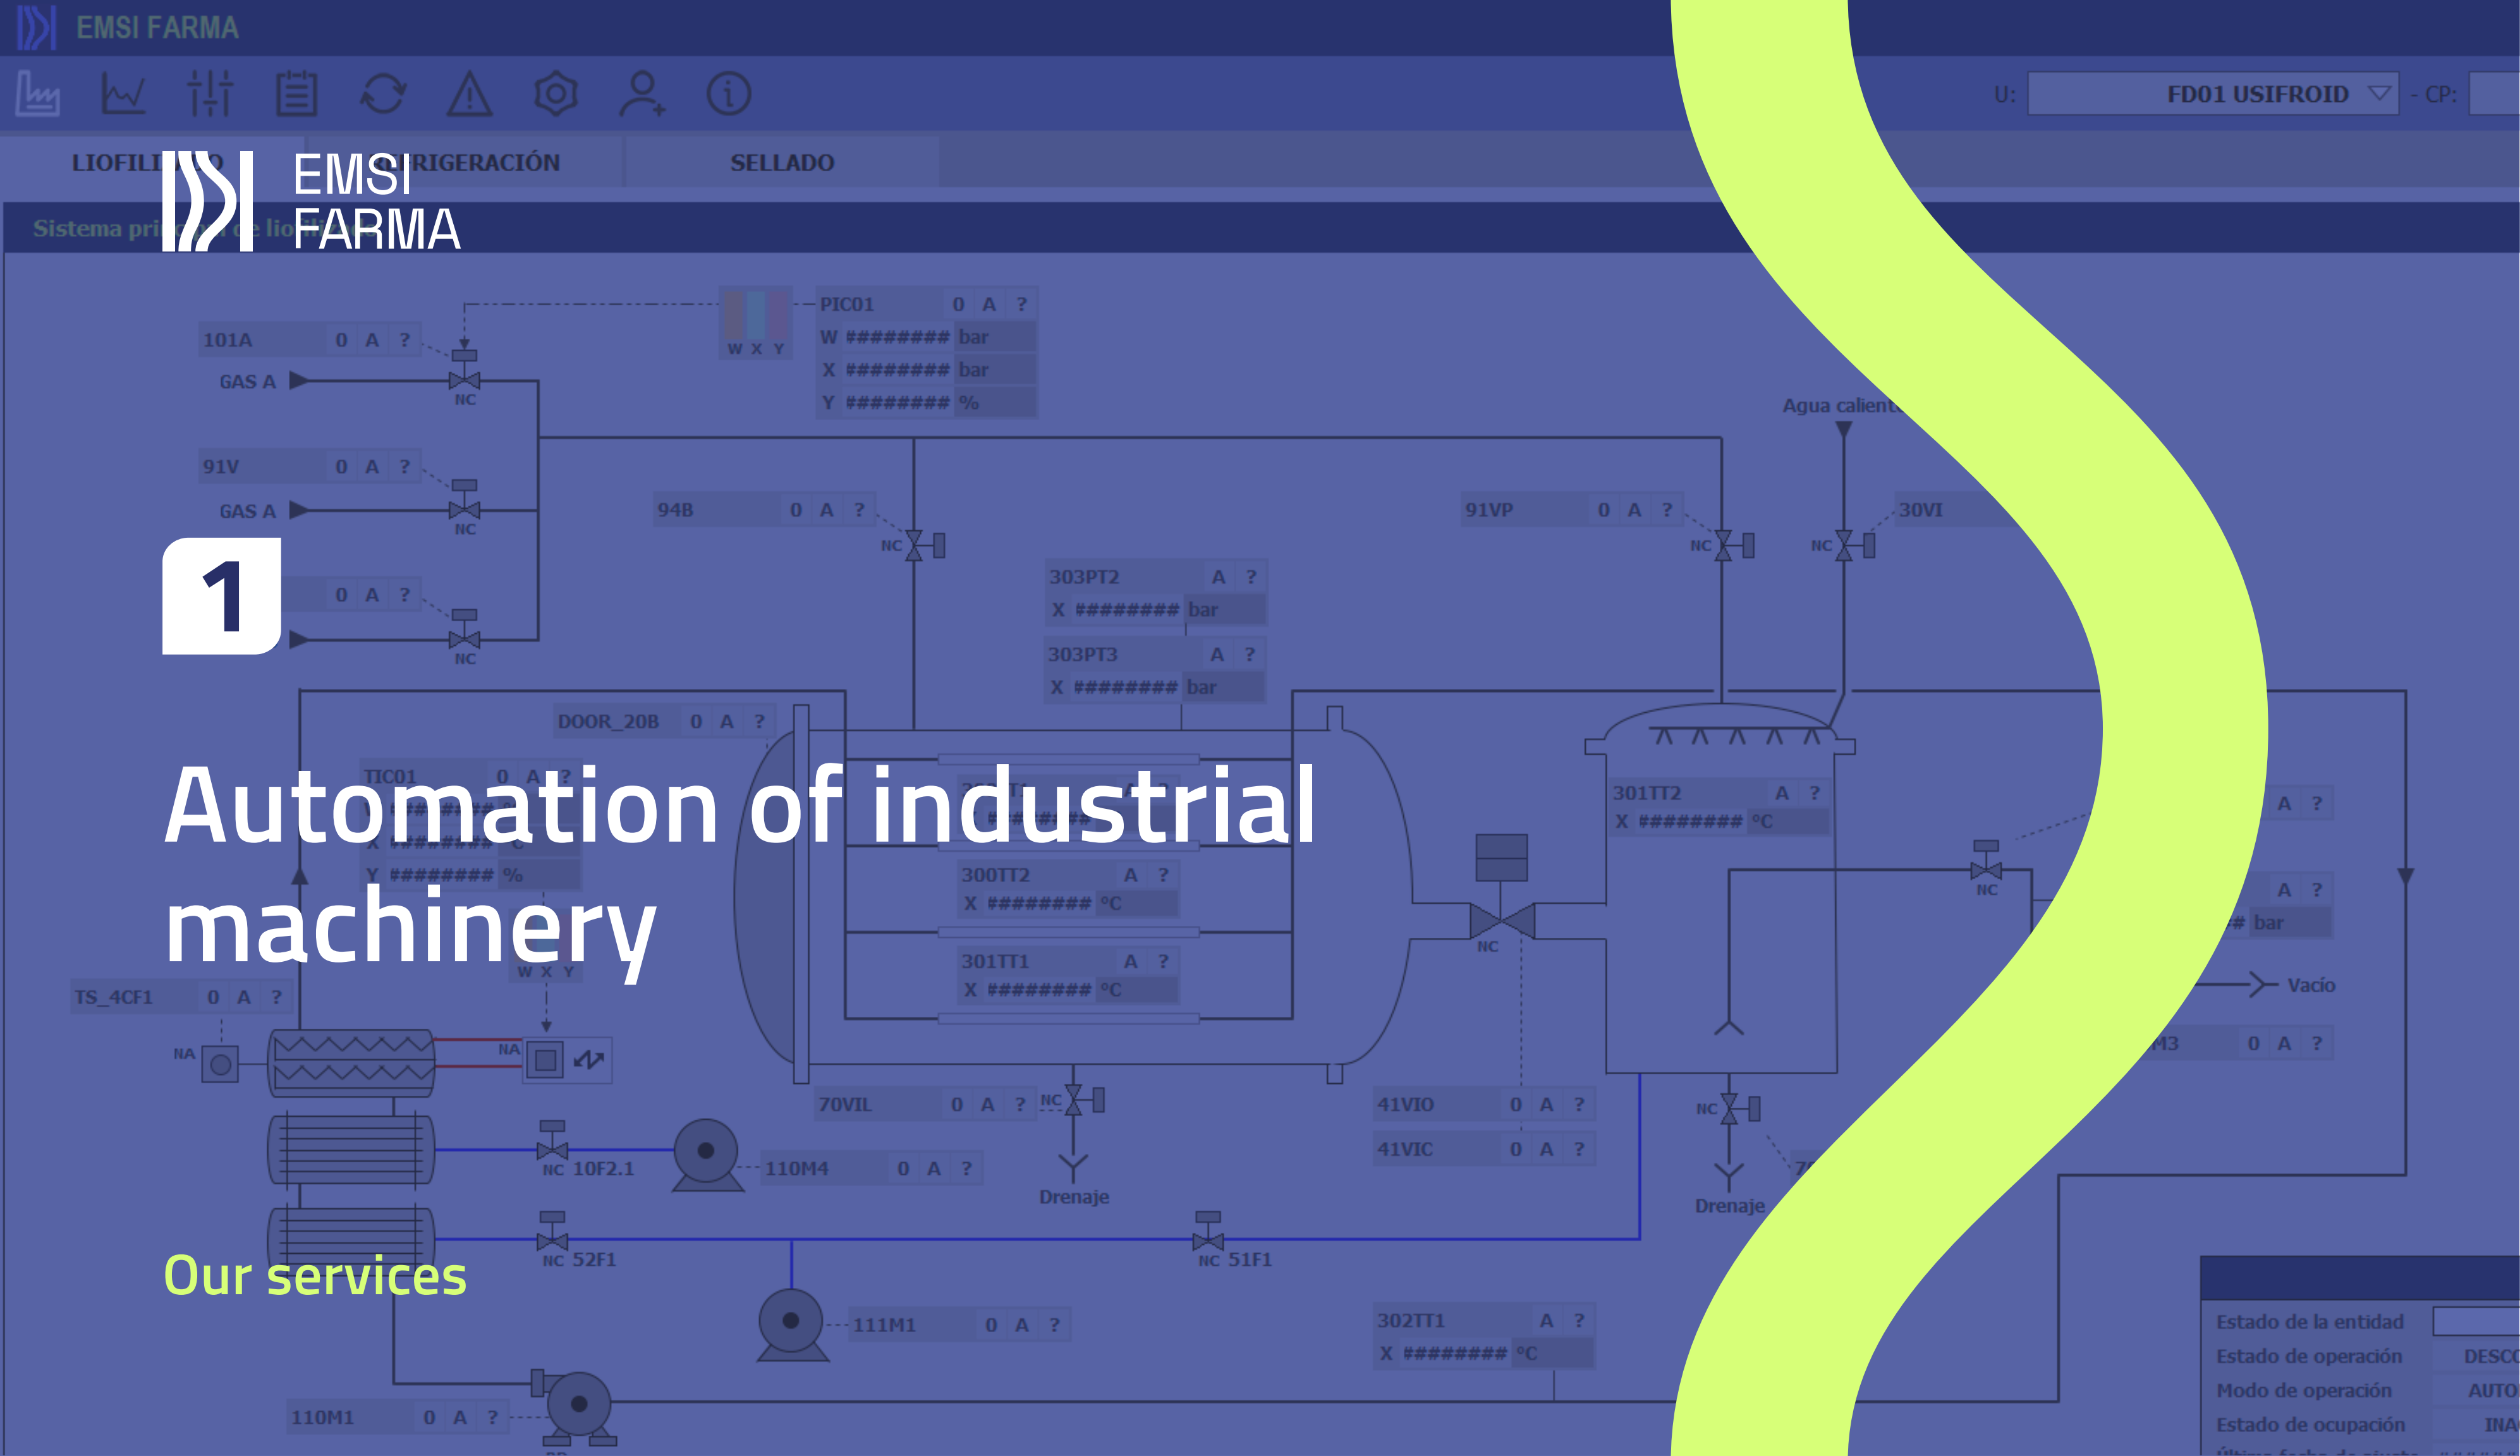 EMSI FARMA
U: FD01 USIFROID - CP:
SELLADO
EMSI
FARMA
PIC01 0 A ?
W ######## bar
X ######## bar
Y ######## %
W X Y
101A 0 A ?
GAS A
NC
Agua caliente
91V 0 A ?
GAS A
NC
94B 0 A ?
NC
91VP 0 A ?
NC
30VI
NC
1
0 A ?
NC
303PT2 A ?
X ######## bar
303PT3 A ?
X ######## bar
DOOR_20B 0 A ?
TIC01 0 A ?
Automation of industrial
machinery
Y ######## %
W X Y
300TT2 A ?
X ######## °C
301TT1 A ?
X ######## °C
301TT2 A ?
X ######## °C
A ?
NC
A ?
bar
NC
Vacío
TS_4CF1 0 A ?
NA
NA
M3 0 A ?
70VIL 0 A ?
NC
Drenaje
41VIO 0 A ?
41VIC 0 A ?
NC
Drenaje
NC 10F2.1
110M4 0 A ?
NC 52F1
NC 51F1
Our services
111M1 0 A ?
302TT1 A ?
X ######## °C
110M1 0 A ?
Estado de la entidad
Estado de operación
Modo de operación
Estado de ocupación